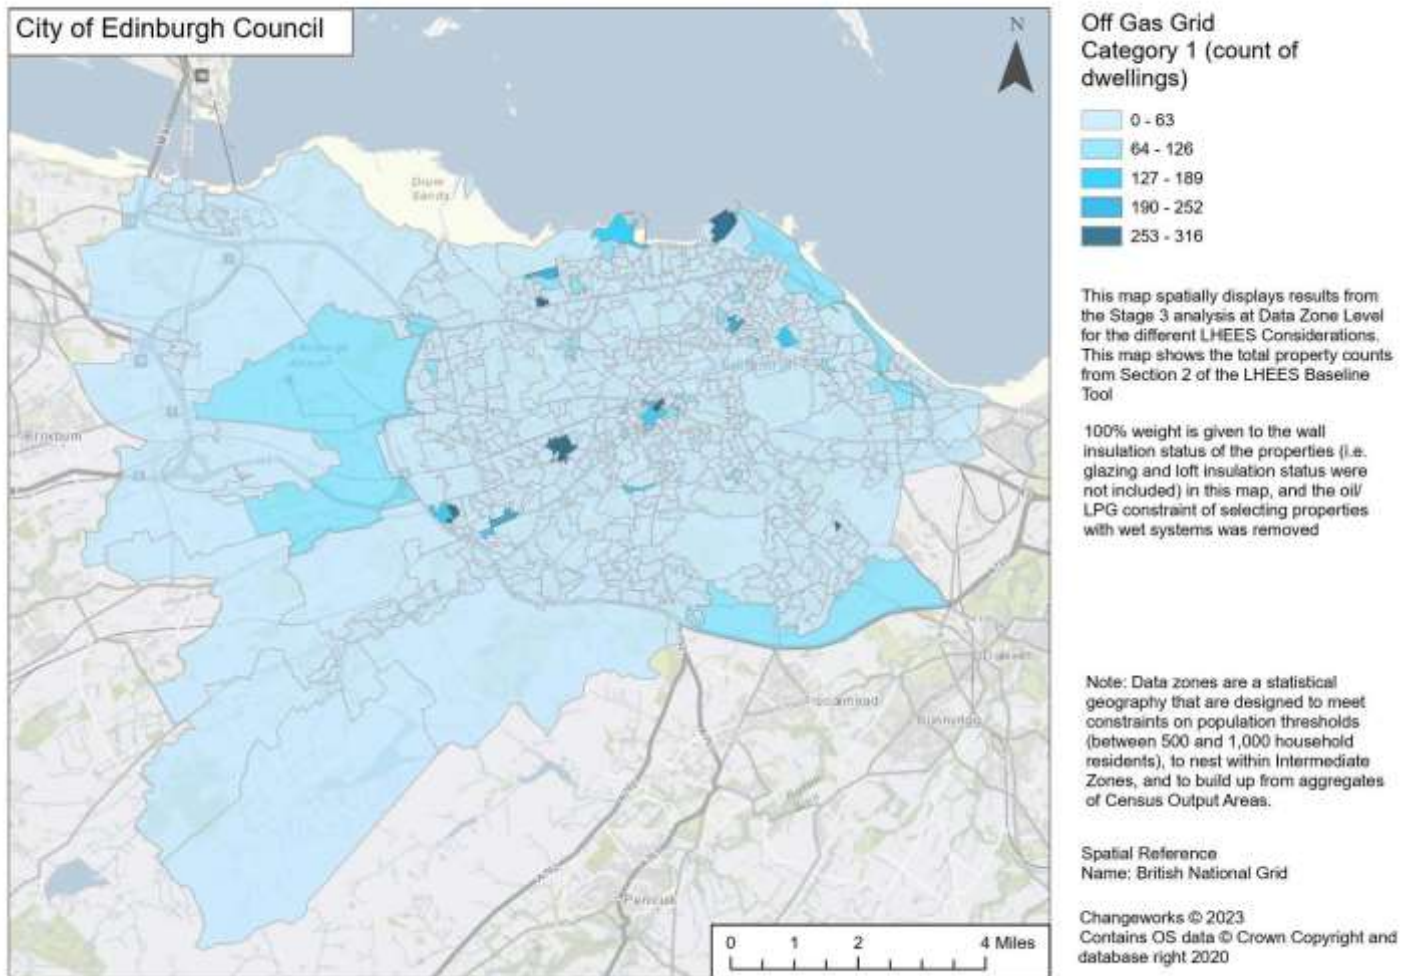 City of Edinburgh Council
N
Off Gas Grid
Category 1 (count of
dwellings)
0 - 63
64 - 126
127 - 189
190 - 252
253 - 316
This map spatially displays results from
the Stage 3 analysis at Data Zone Level
for the different LHEES Considerations.
This map shows the total property counts
from Section 2 of the LHEES Baseline
Tool
100% weight is given to the wall
insulation status of the properties (i.e.
glazing and loft insulation status were
not included) in this map, and the oil/
LPG constraint of selecting properties
with wet systems was removed
Note: Data zones are a statistical
geography that are designed to meet
constraints on population thresholds
(between 500 and 1,000 household
residents), to nest within Intermediate
Zones, and to build up from aggregates
of Census Output Areas.
Spatial Reference
Name: British National Grid
Changeworks © 2023
Contains OS data © Crown Copyright and
database right 2020
Drum
Sands
Penicuik
0 1 2 4 Miles